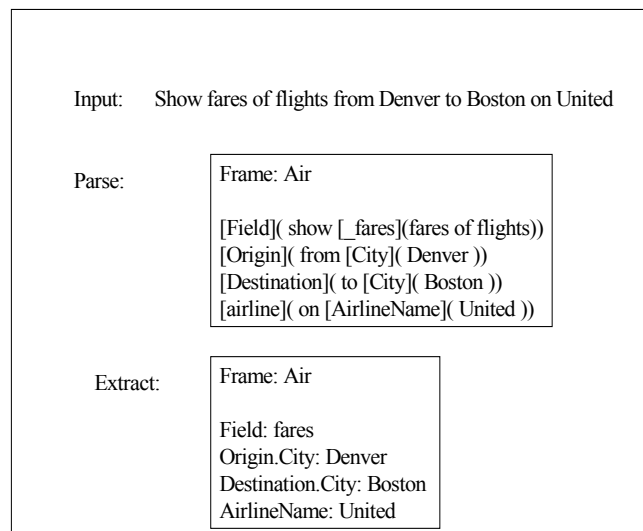 Input: Show fares of flights from Denver to Boston on United
Parse:
Frame: Air
[Field]( show [_fares](fares of flights))
[Origin]( from [City]( Denver ))
[Destination]( to [City]( Boston ))
[airline]( on [AirlineName]( United ))
Extract:
Frame: Air
Field: fares
Origin.City: Denver
Destination.City: Boston
AirlineName: United